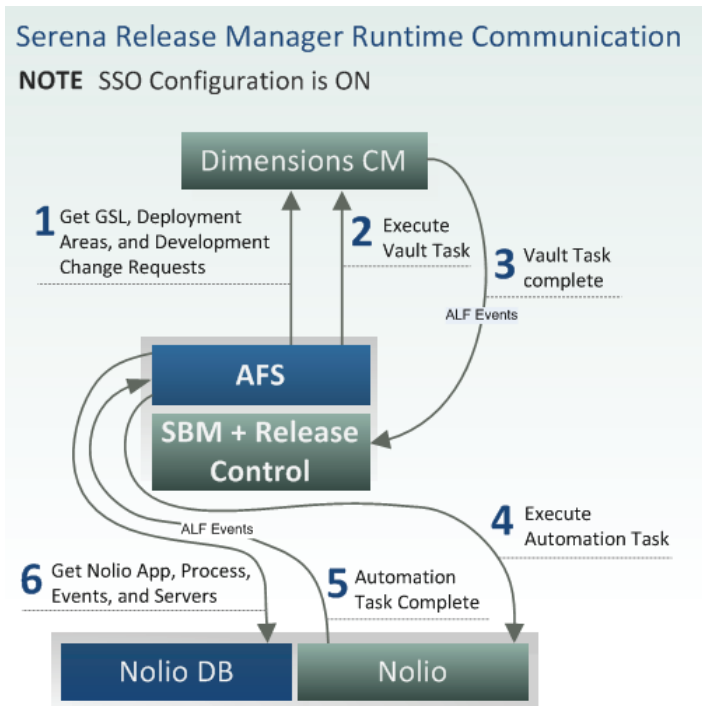 Serena Release Manager Runtime Communication
NOTE SSO Configuration is ON
Dimensions CM
1 Get GSL, Deployment
Areas, and Development
Change Requests
2 Execute
Vault Task
3 Vault Task
complete
ALF Events
AFS
SBM + Release
Control
4 Execute
Automation Task
ALF Events
6 Get Nolio App, Process,
Events, and Servers
5 Automation
Task Complete
Nolio DB
Nolio